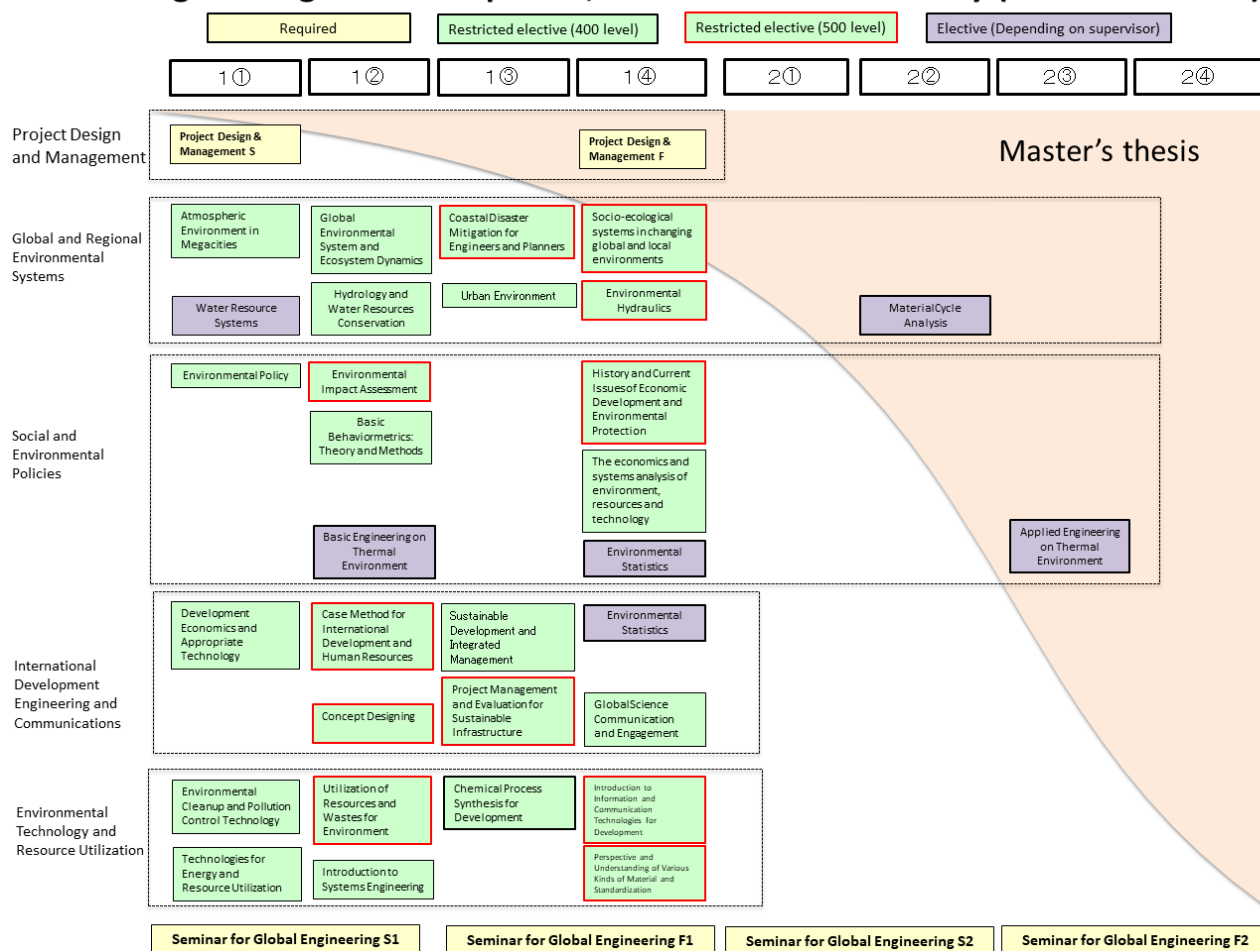 Required
Restricted elective (400 level)
Restricted elective (500 level)
Elective (Depending on supervisor)
1①
1②
1③
1④
2①
2②
2③
2④
Project Design
and Management
Project Design &
Management S
Project Design &
Management F
Master's thesis
Global and Regional
Environmental
Systems
Atmospheric
Environment in
Megacities
Global
Environmental
System and
Ecosystem Dynamics
Coastal Disaster
Mitigation for
Engineers and Planners
Socio-ecological
systems in changing
global and local
environments
Water Resource
Systems
Hydrology and
Water Resources
Conservation
Urban Environment
Environmental
Hydraulics
Material Cycle
Analysis
Social and
Environmental
Policies
Environmental Policy
Environmental
Impact Assessment
History and Current
Issues of Economic
Development and
Environmental
Protection
Basic
Behaviormetrics:
Theory and Methods
The economics and
systems analysis of
environment,
resources and
technology
Basic Engineering on
Thermal
Environment
Environmental
Statistics
Applied Engineering
on Thermal
Environment
International
Development
Engineering and
Communications
Development
Economics and
Appropriate
Technology
Case Method for
International
Development and
Human Resources
Sustainable
Development and
Integrated
Management
Environmental
Statistics
Concept Designing
Project Management
and Evaluation for
Sustainable
Infrastructure
Global Science
Communication
and Engagement
Environmental
Technology and
Resource Utilization
Environmental
Cleanup and Pollution
Control Technology
Utilization of
Resources and
Wastes for
Environment
Chemical Process
Synthesis for
Development
Introduction to
Information and
Communication
Technologies for
Development
Technologies for
Energy and
Resource Utilization
Introduction to
Systems Engineering
Perspective and
Understanding of Various
Kinds of Material and
Standardization
Seminar for Global Engineering S1
Seminar for Global Engineering F1
Seminar for Global Engineering S2
Seminar for Global Engineering F2